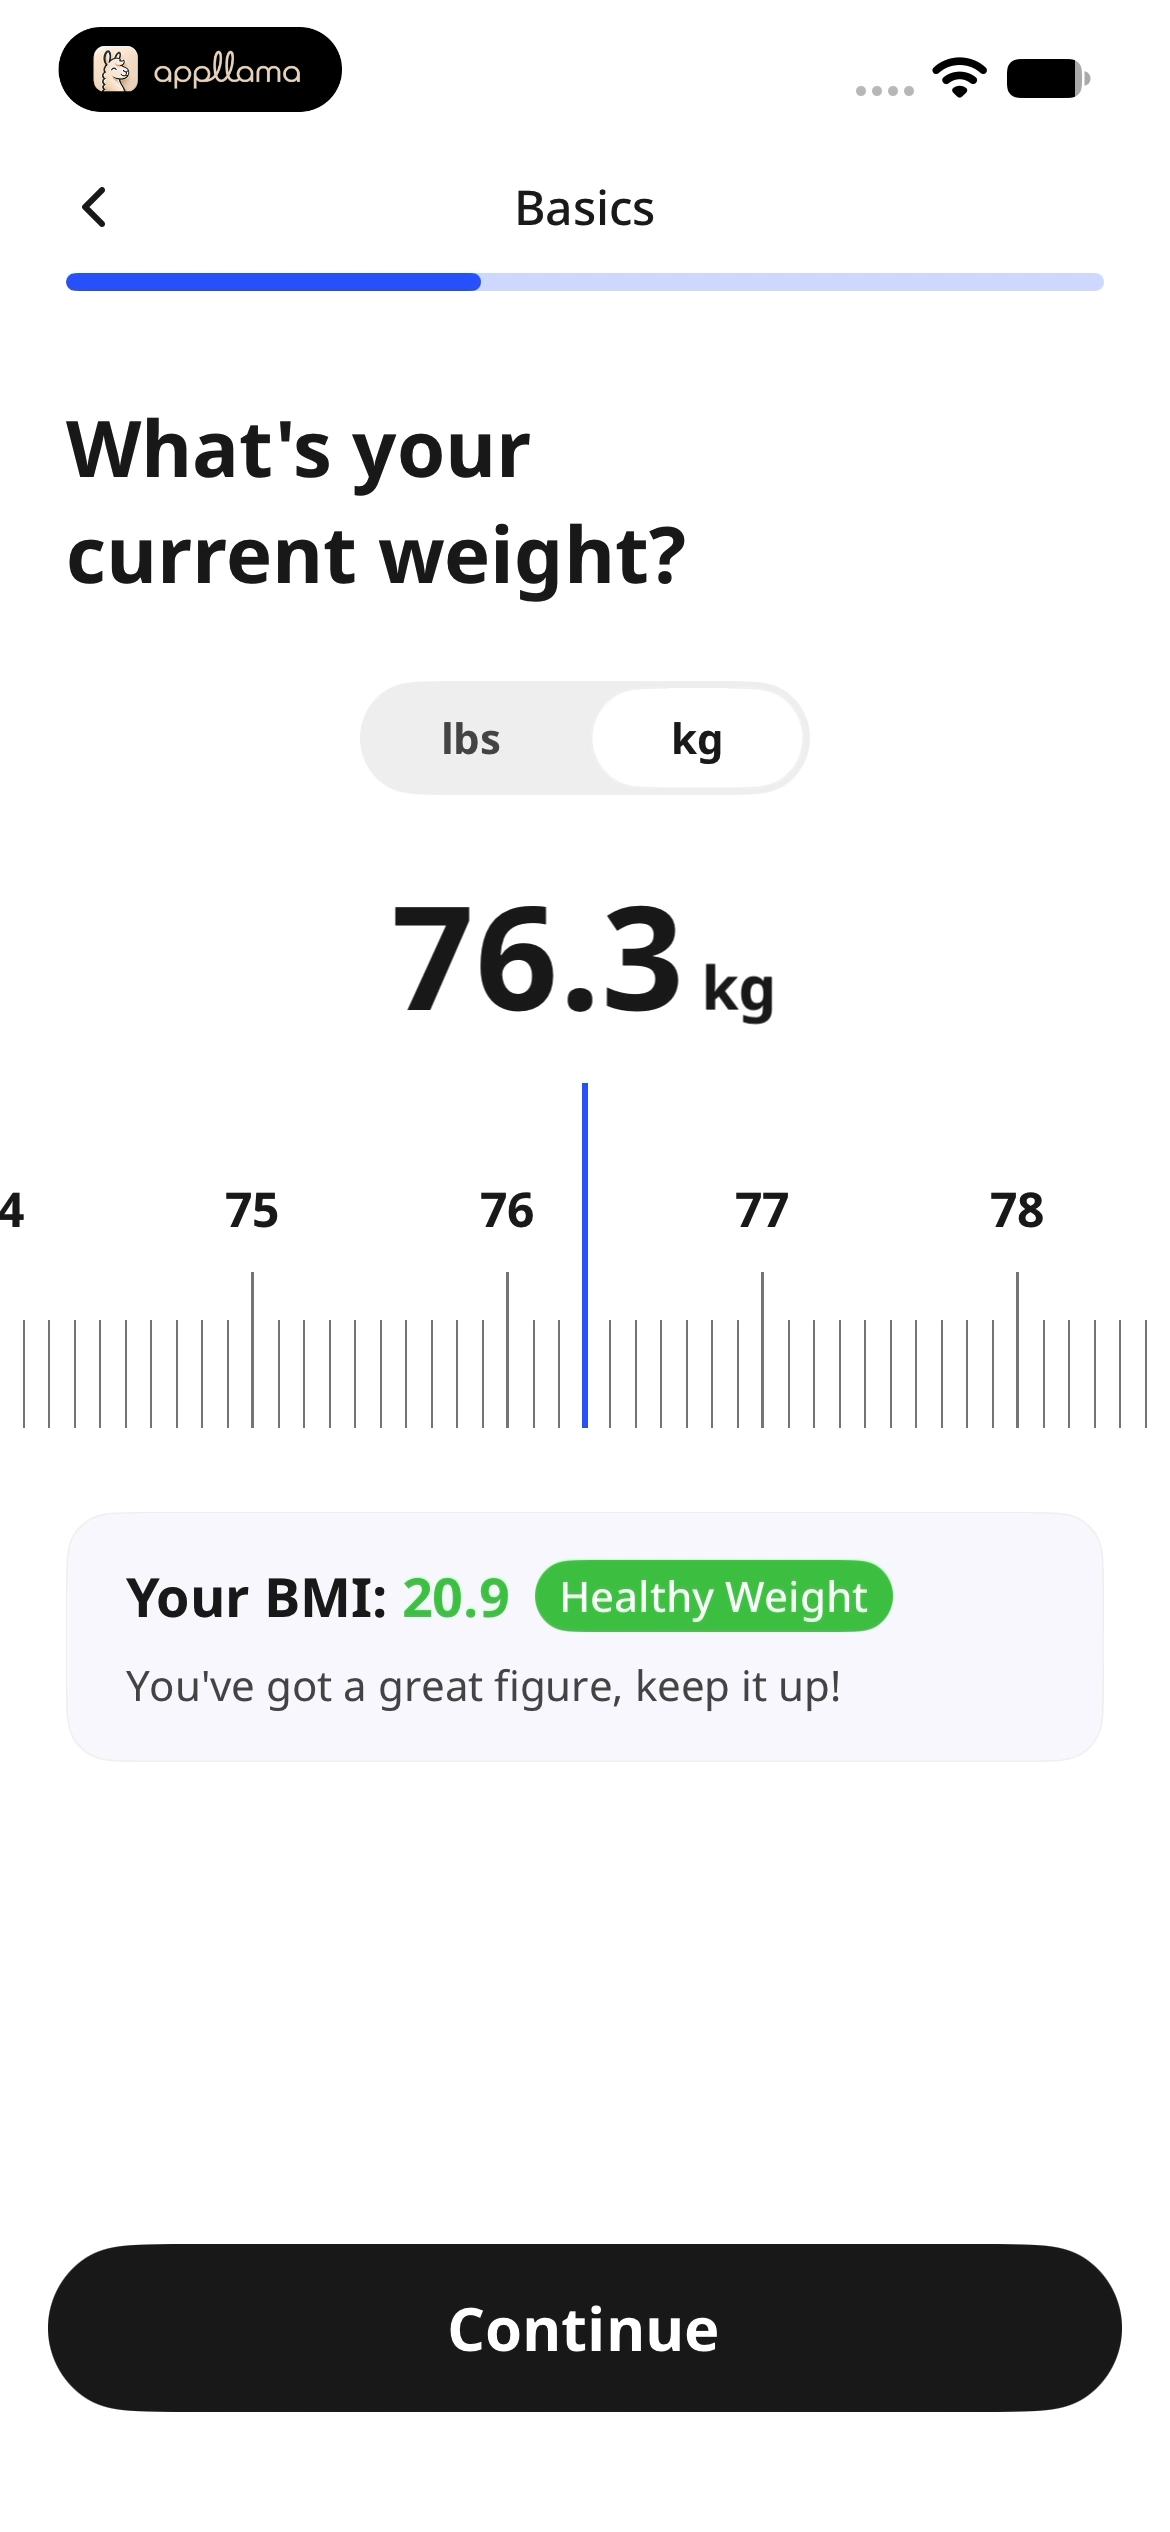 appllama
Basics
What's your
current weight?
lbs kg
76.3 kg
4 75 76 77 78
Your BMI: 20.9 Healthy Weight
You've got a great figure, keep it up!
Continue